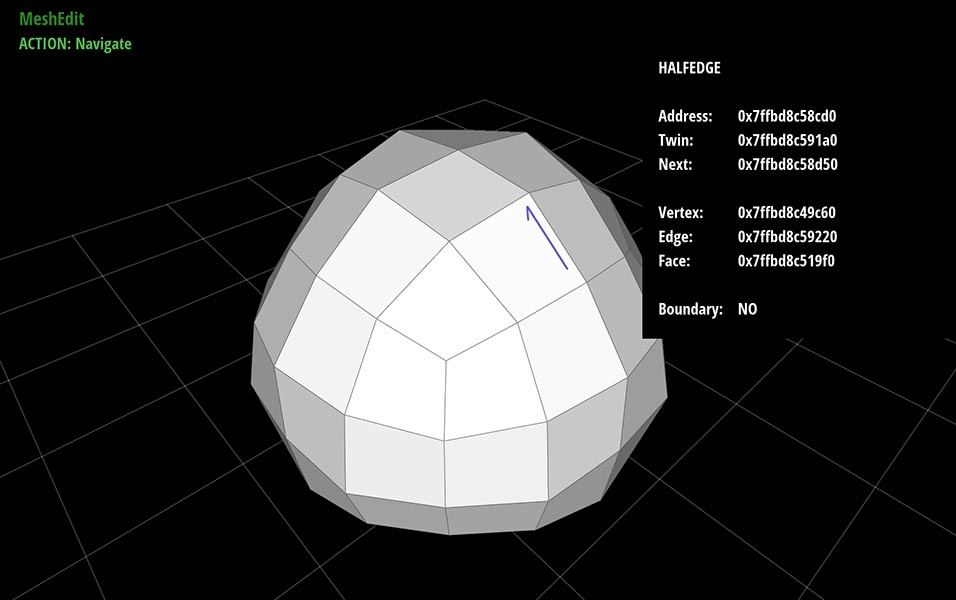 MeshEdit
ACTION: Navigate
HALFEDGE
Address: 0x7ffbd8c58cd0
Twin: 0x7ffbd8c591a0
Next: 0x7ffbd8c58d50
Vertex: 0x7ffbd8c49c60
Edge: 0x7ffbd8c59220
Face: 0x7ffbd8c519f0
Boundary: NO